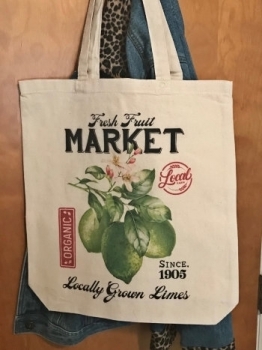 Fresh Fruit
MARKET
Local
ORGANIC
SINCE.
1905
Locally Grown Limes